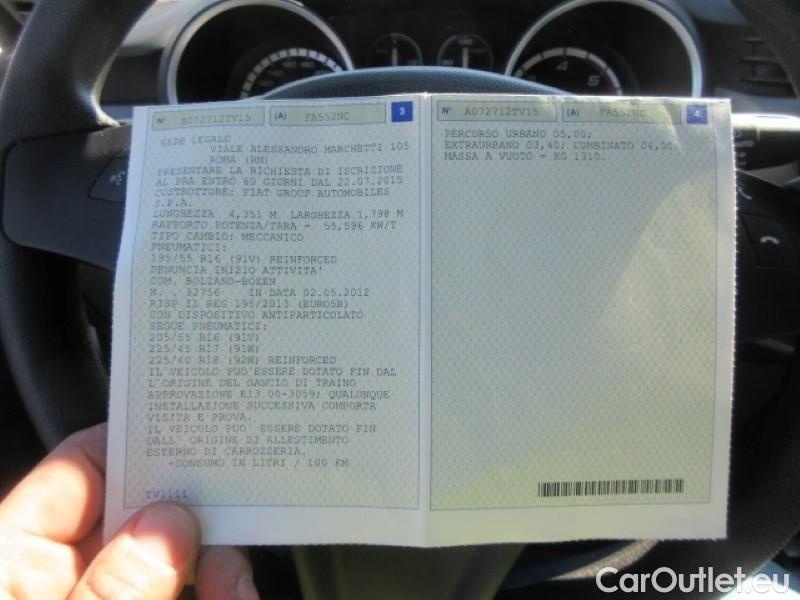 N° A072712TV15 (A) FA552NC 3
SEDE LEGALE
VIALE ALESSANDRO MARCHETTI 105
ROMA (RM)
PRESENTARE LA RICHIESTA DI ISCRIZIONE
AL PRA ENTRO 60 GIORNI DAL 22.07.2015
COSTRUTTORE: FIAT GROUP AUTOMOBILES
S.P.A.
LUNGHEZZA 4,351 M LARGHEZZA 1,798 M
RAPPORTO POTENZA/TARA = 55,596 KW/T
TIPO CAMBIO: MECCANICO
PNEUMATICI:
195/55 R16 (91V) REINFORCED
DENUNCIA INIZIO ATTIVITA'
COM. BOLZANO-BOZEN
N. . 32756 IN DATA 02.05.2012
RISP IL REG 195/2013 (EURO5B)
CON DISPOSITIVO ANTIPARTICOLATO
SEGUE PNEUMATICI:
205/55 R16 (91V)
225/45 R17 (91W)
225/40 R18 (92W) REINFORCED
IL VEICOLO PUO' ESSERE DOTATO FIN DAL
L'ORIGINE DEL GANCIO DI TRAINO
APPROVAZIONE E13 00-3059; QUALUNQUE
INSTALLAZIONE SUCCESSIVA COMPORTA
VISITA E PROVA.
IL VEICOLO PUO' ESSERE DOTATO FIN
DALL' ORIGINE DI ALLESTIMENTO
ESTERNO DI CARROZZERIA.
-CONSUMO IN LITRI / 100 KM
TV1111
N° A072712TV15 (A) FA552NC 4
PERCORSO URBANO 05,00;
EXTRAURBANO 03,40; COMBINATO 04,00.
MASSA A VUOTO = KG 1310.
CarOutlet.eu